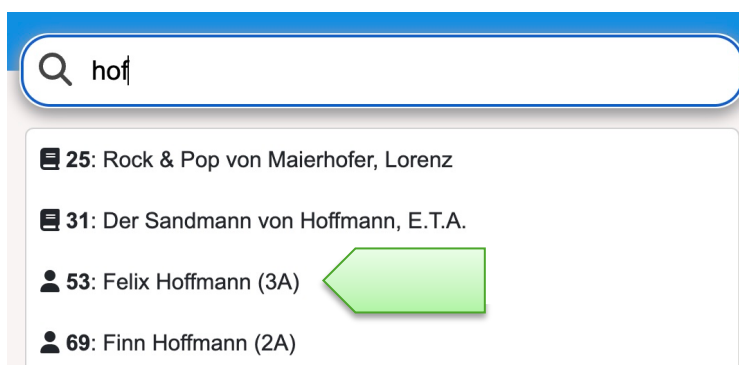 hof
25: Rock & Pop von Maierhofer, Lorenz
31: Der Sandmann von Hoffmann, E.T.A.
53: Felix Hoffmann (3A)
69: Finn Hoffmann (2A)